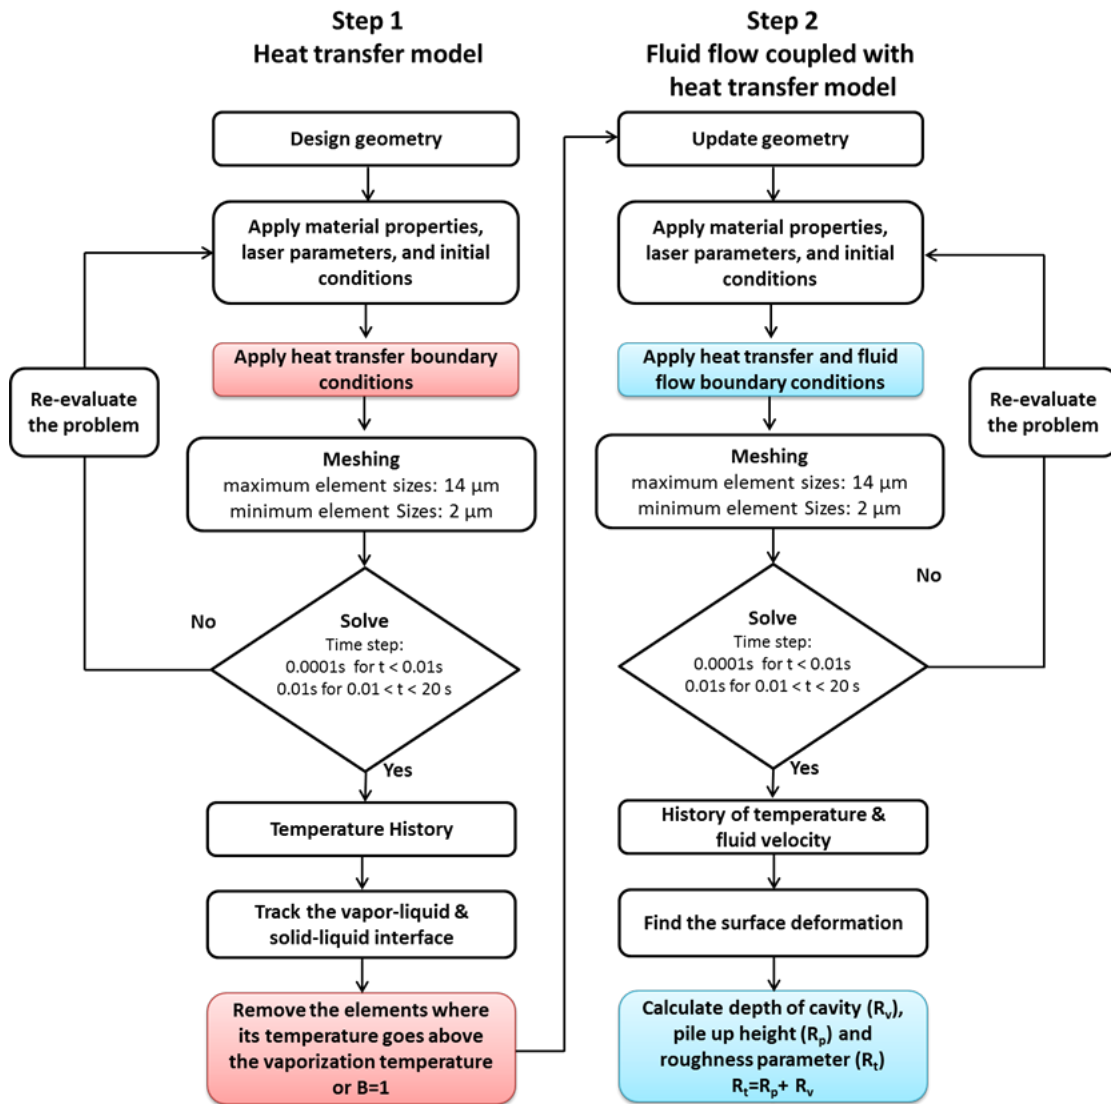 Step 1
Heat transfer model
Design geometry
Apply material properties,
laser parameters, and initial
conditions
Apply heat transfer boundary
conditions
Re-evaluate
the problem
Meshing
maximum element sizes: 14 µm
minimum element Sizes: 2 µm
No
Solve
Time step:
0.0001s for t < 0.01s
0.01s for 0.01 < t < 20 s
Yes
Temperature History
Track the vapor-liquid &
solid-liquid interface
Remove the elements where
its temperature goes above
the vaporization temperature
or B=1
Step 2
Fluid flow coupled with
heat transfer model
Update geometry
Apply material properties,
laser parameters, and initial
conditions
Apply heat transfer and fluid
flow boundary conditions
Re-evaluate
the problem
Meshing
maximum element sizes: 14 µm
minimum element Sizes: 2 µm
No
Solve
Time step:
0.0001s for t < 0.01s
0.01s for 0.01 < t < 20 s
Yes
History of temperature &
fluid velocity
Find the surface deformation
Calculate depth of cavity (Rv),
pile up height (Rp) and
roughness parameter (Rt)
Rt=Rp+ Rv